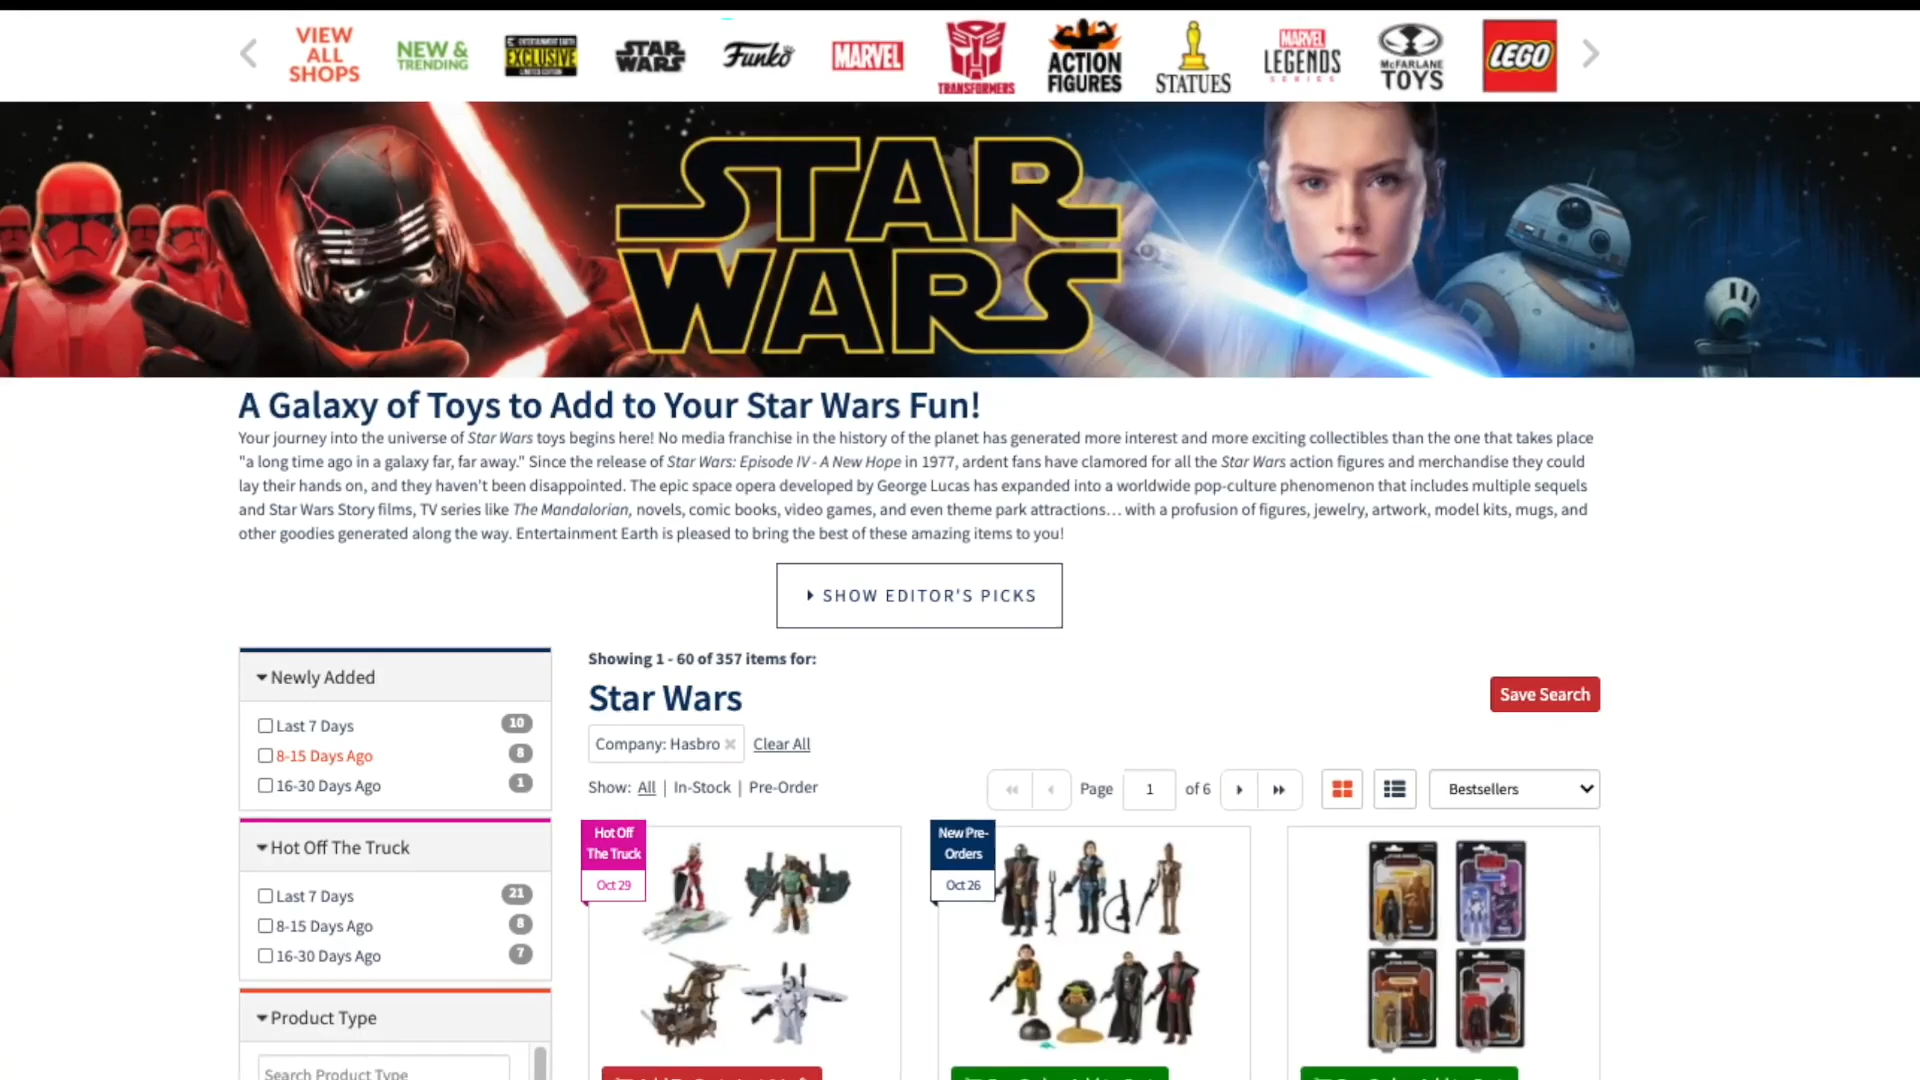 VIEW ALL SHOPS
NEW & TRENDING
ENTERTAINMENT EARTH EXCLUSIVE LIMITED EDITION
STAR WARS
Funko
MARVEL
TRANSFORMERS
ACTION FIGURES
STATUES
MARVEL LEGENDS SERIES
McFARLANE TOYS
LEGO
STAR
WARS
A Galaxy of Toys to Add to Your Star Wars Fun!
Your journey into the universe of Star Wars toys begins here! No media franchise in the history of the planet has generated more interest and more exciting collectibles than the one that takes place
"a long time ago in a galaxy far, far away." Since the release of Star Wars: Episode IV - A New Hope in 1977, ardent fans have clamored for all the Star Wars action figures and merchandise they could
lay their hands on, and they haven't been disappointed. The epic space opera developed by George Lucas has expanded into a worldwide pop-culture phenomenon that includes multiple sequels
and Star Wars Story films, TV series like The Mandalorian, novels, comic books, video games, and even theme park attractions… with a profusion of figures, jewelry, artwork, model kits, mugs, and
other goodies generated along the way. Entertainment Earth is pleased to bring the best of these amazing items to you!
SHOW EDITOR'S PICKS
Newly Added
Last 7 Days 10
8-15 Days Ago 8
16-30 Days Ago 1
Hot Off The Truck
Last 7 Days 21
8-15 Days Ago 8
16-30 Days Ago 7
Product Type
Search Product Type
Showing 1 - 60 of 357 items for:
Star Wars
Save Search
Company: Hasbro × Clear All
Show: All | In-Stock | Pre-Order
Page 1 of 6
Bestsellers
Hot Off
The Truck
Oct 29
New Pre-
Orders
Oct 26